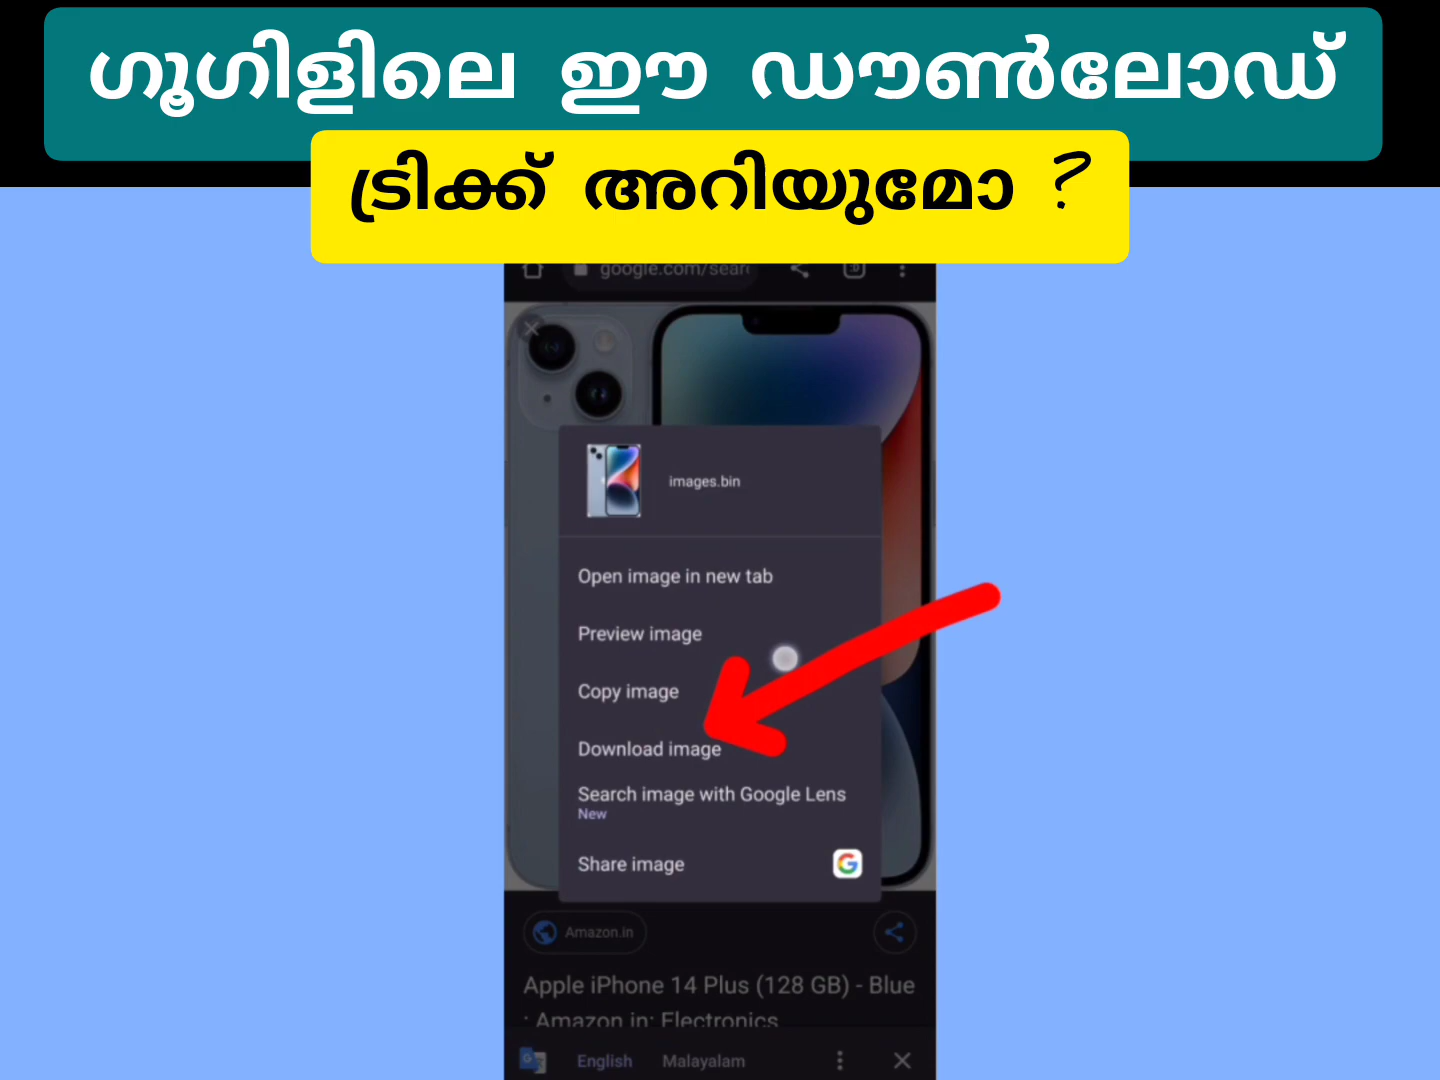 ഗൂഗിളിലെ ഈ ഡൗൺലോഡ്
ട്രിക്ക് അറിയുമോ ?
google.com/sear
images.bin
Open image in new tab
Preview image
Copy image
Download image
Search image with Google Lens
New
Share image
Amazon.in
Apple iPhone 14 Plus (128 GB) - Blue
: Amazon.in: Electronics
English Malayalam